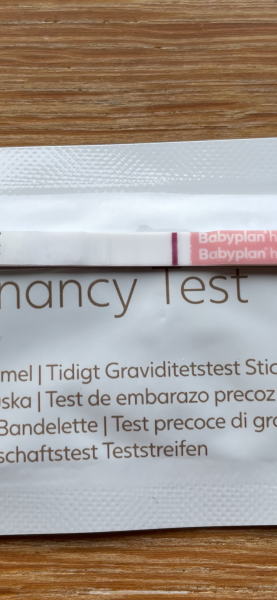 Babyplan h
Babyplan h
nancy Test
mel | Tidigt Graviditetstest Stic
ska | Test de embarazo precoz
Bandelette | Test precoce di gra
schaftstest Teststreifen